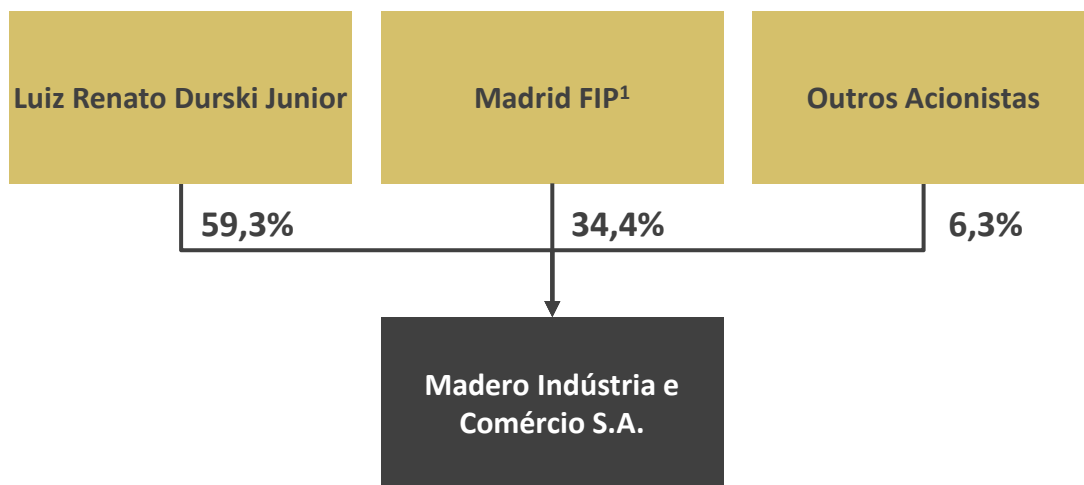 Luiz Renato Durski Junior
Madrid FIP¹
Outros Acionistas
59,3%
34,4%
6,3%
Madero Indústria e
Comércio S.A.